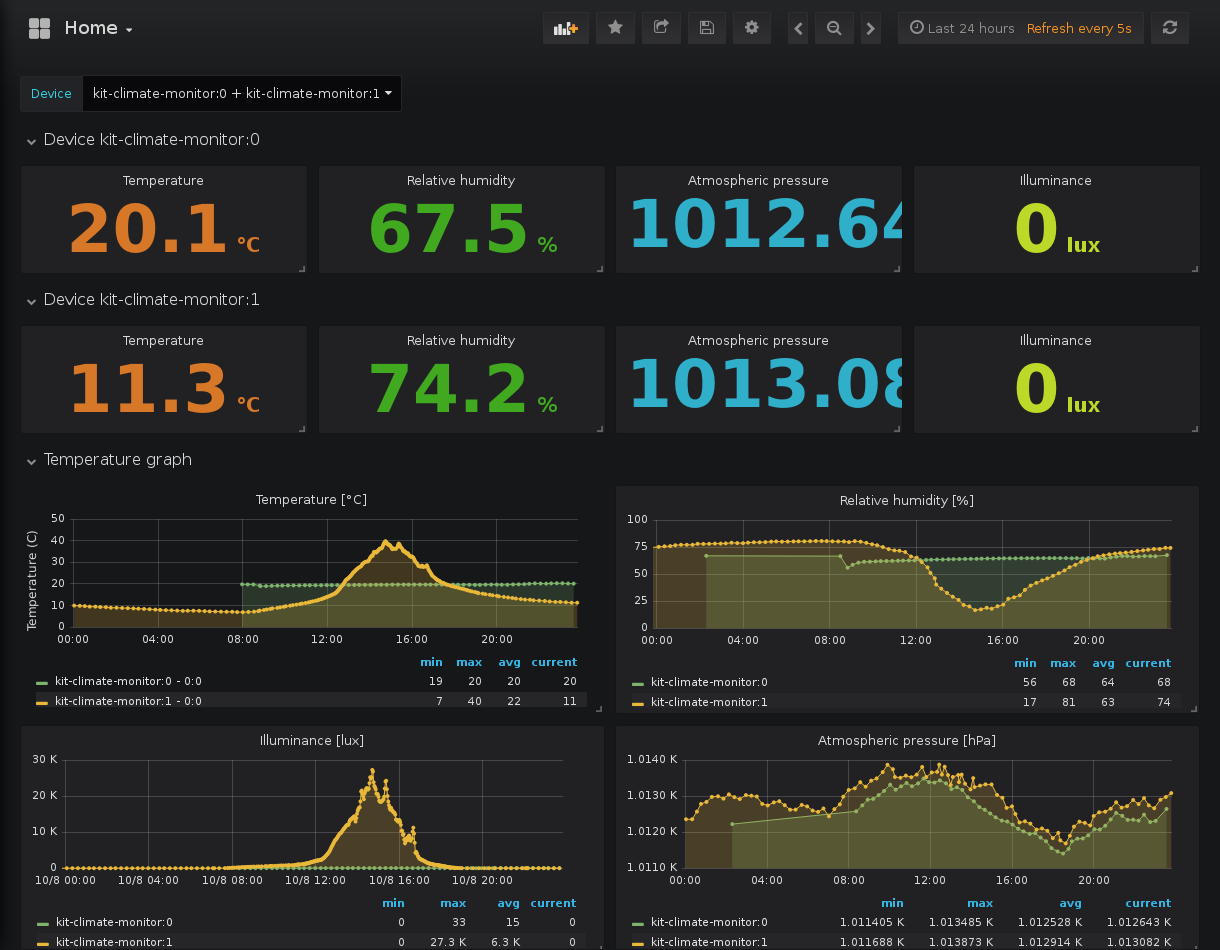 Home
Last 24 hours Refresh every 5s
Device kit-climate-monitor:0 + kit-climate-monitor:1
Device kit-climate-monitor:0
Temperature Relative humidity Atmospheric pressure Illuminance
20.1 °C 67.5 % 1012.64 0 lux
Device kit-climate-monitor:1
Temperature Relative humidity Atmospheric pressure Illuminance
11.3 °C 74.2 % 1013.08 0 lux
Temperature graph
Temperature [°C]
Temperature (C)
50
40
30
20
10
0
00:00 04:00 08:00 12:00 16:00 20:00
min max avg current
kit-climate-monitor:0 - 0:0 19 20 20 20
kit-climate-monitor:1 - 0:0 7 40 22 11
Relative humidity [%]
100
75
50
25
0
00:00 04:00 08:00 12:00 16:00 20:00
min max avg current
kit-climate-monitor:0 56 68 64 68
kit-climate-monitor:1 17 81 63 74
Illuminance [lux]
30 K
20 K
10 K
0
10/8 00:00 10/8 04:00 10/8 08:00 10/8 12:00 10/8 16:00 10/8 20:00
min max avg current
kit-climate-monitor:0 0 33 15 0
kit-climate-monitor:1 0 27.3 K 6.3 K 0
Atmospheric pressure [hPa]
1.0140 K
1.0130 K
1.0120 K
1.0110 K
00:00 04:00 08:00 12:00 16:00 20:00
min max avg current
kit-climate-monitor:0 1.011405 K 1.013485 K 1.012528 K 1.012643 K
kit-climate-monitor:1 1.011688 K 1.013873 K 1.012914 K 1.013082 K